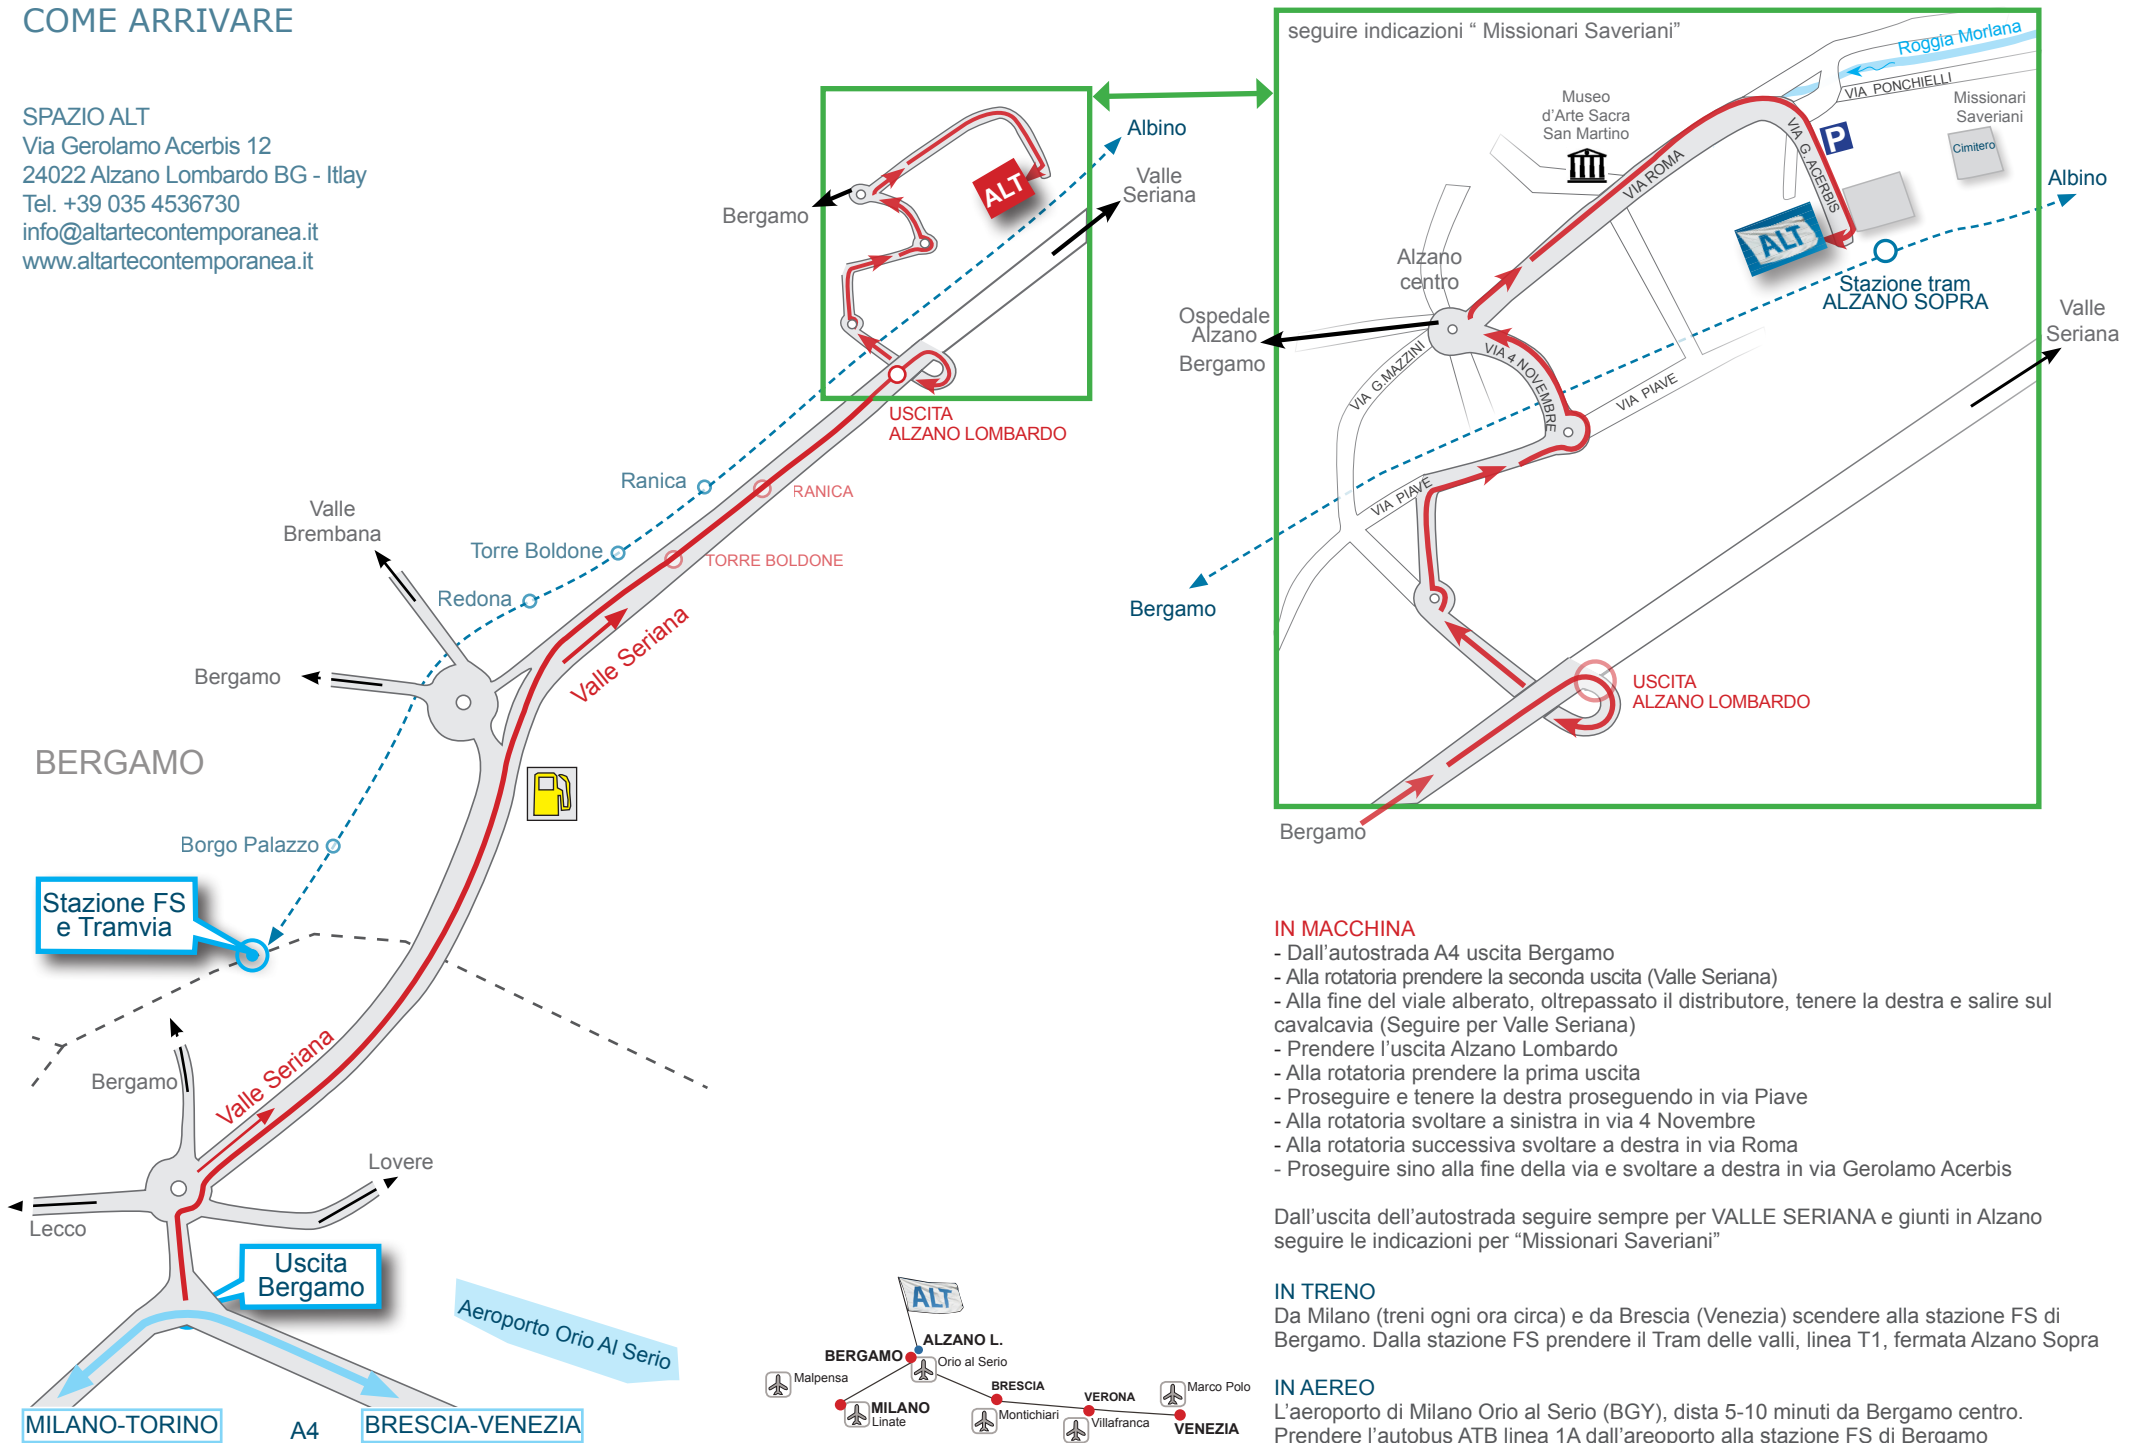 COME ARRIVARE
SPAZIO ALT
Via Gerolamo Acerbis 12
24022 Alzano Lombardo BG - Itlay
Tel. +39 035 4536730
info@altartecontemporanea.it
www.altartecontemporanea.it
Albino
Valle
Seriana
Bergamo
ALT
USCITA
ALZANO LOMBARDO
Ranica
RANICA
Valle
Brembana
Torre Boldone
TORRE BOLDONE
Redona
Valle Seriana
Bergamo
BERGAMO
Borgo Palazzo
Stazione FS
e Tramvia
Valle Seriana
Bergamo
Lovere
Lecco
Uscita
Bergamo
Aeroporto Orio Al Serio
MILANO-TORINO
A4
BRESCIA-VENEZIA
seguire indicazioni “ Missionari Saveriani”
Roggia Morlana
VIA PONCHIELLI
Museo
d’Arte Sacra
San Martino
Missionari
Saveriani
P
Cimitero
VIA ROMA
VIA G. ACERBIS
Albino
ALT
Alzano
centro
Stazione tram
ALZANO SOPRA
Ospedale
Alzano
Bergamo
Valle
Seriana
VIA G.MAZZINI
VIA 4 NOVEMBRE
VIA PIAVE
VIA PIAVE
Bergamo
USCITA
ALZANO LOMBARDO
Bergamo
ALT
ALZANO L.
BERGAMO
Orio al Serio
Malpensa
MILANO
Linate
BRESCIA
Montichiari
VERONA
Villafranca
Marco Polo
VENEZIA
IN MACCHINA
- Dall’autostrada A4 uscita Bergamo
- Alla rotatoria prendere la seconda uscita (Valle Seriana)
- Alla fine del viale alberato, oltrepassato il distributore, tenere la destra e salire sul
cavalcavia (Seguire per Valle Seriana)
- Prendere l’uscita Alzano Lombardo
- Alla rotatoria prendere la prima uscita
- Proseguire e tenere la destra proseguendo in via Piave
- Alla rotatoria svoltare a sinistra in via 4 Novembre
- Alla rotatoria successiva svoltare a destra in via Roma
- Proseguire sino alla fine della via e svoltare a destra in via Gerolamo Acerbis
Dall’uscita dell’autostrada seguire sempre per VALLE SERIANA e giunti in Alzano
seguire le indicazioni per “Missionari Saveriani”
IN TRENO
Da Milano (treni ogni ora circa) e da Brescia (Venezia) scendere alla stazione FS di
Bergamo. Dalla stazione FS prendere il Tram delle valli, linea T1, fermata Alzano Sopra
IN AEREO
L’aeroporto di Milano Orio al Serio (BGY), dista 5-10 minuti da Bergamo centro.
Prendere l’autobus ATB linea 1A dall’areoporto alla stazione FS di Bergamo